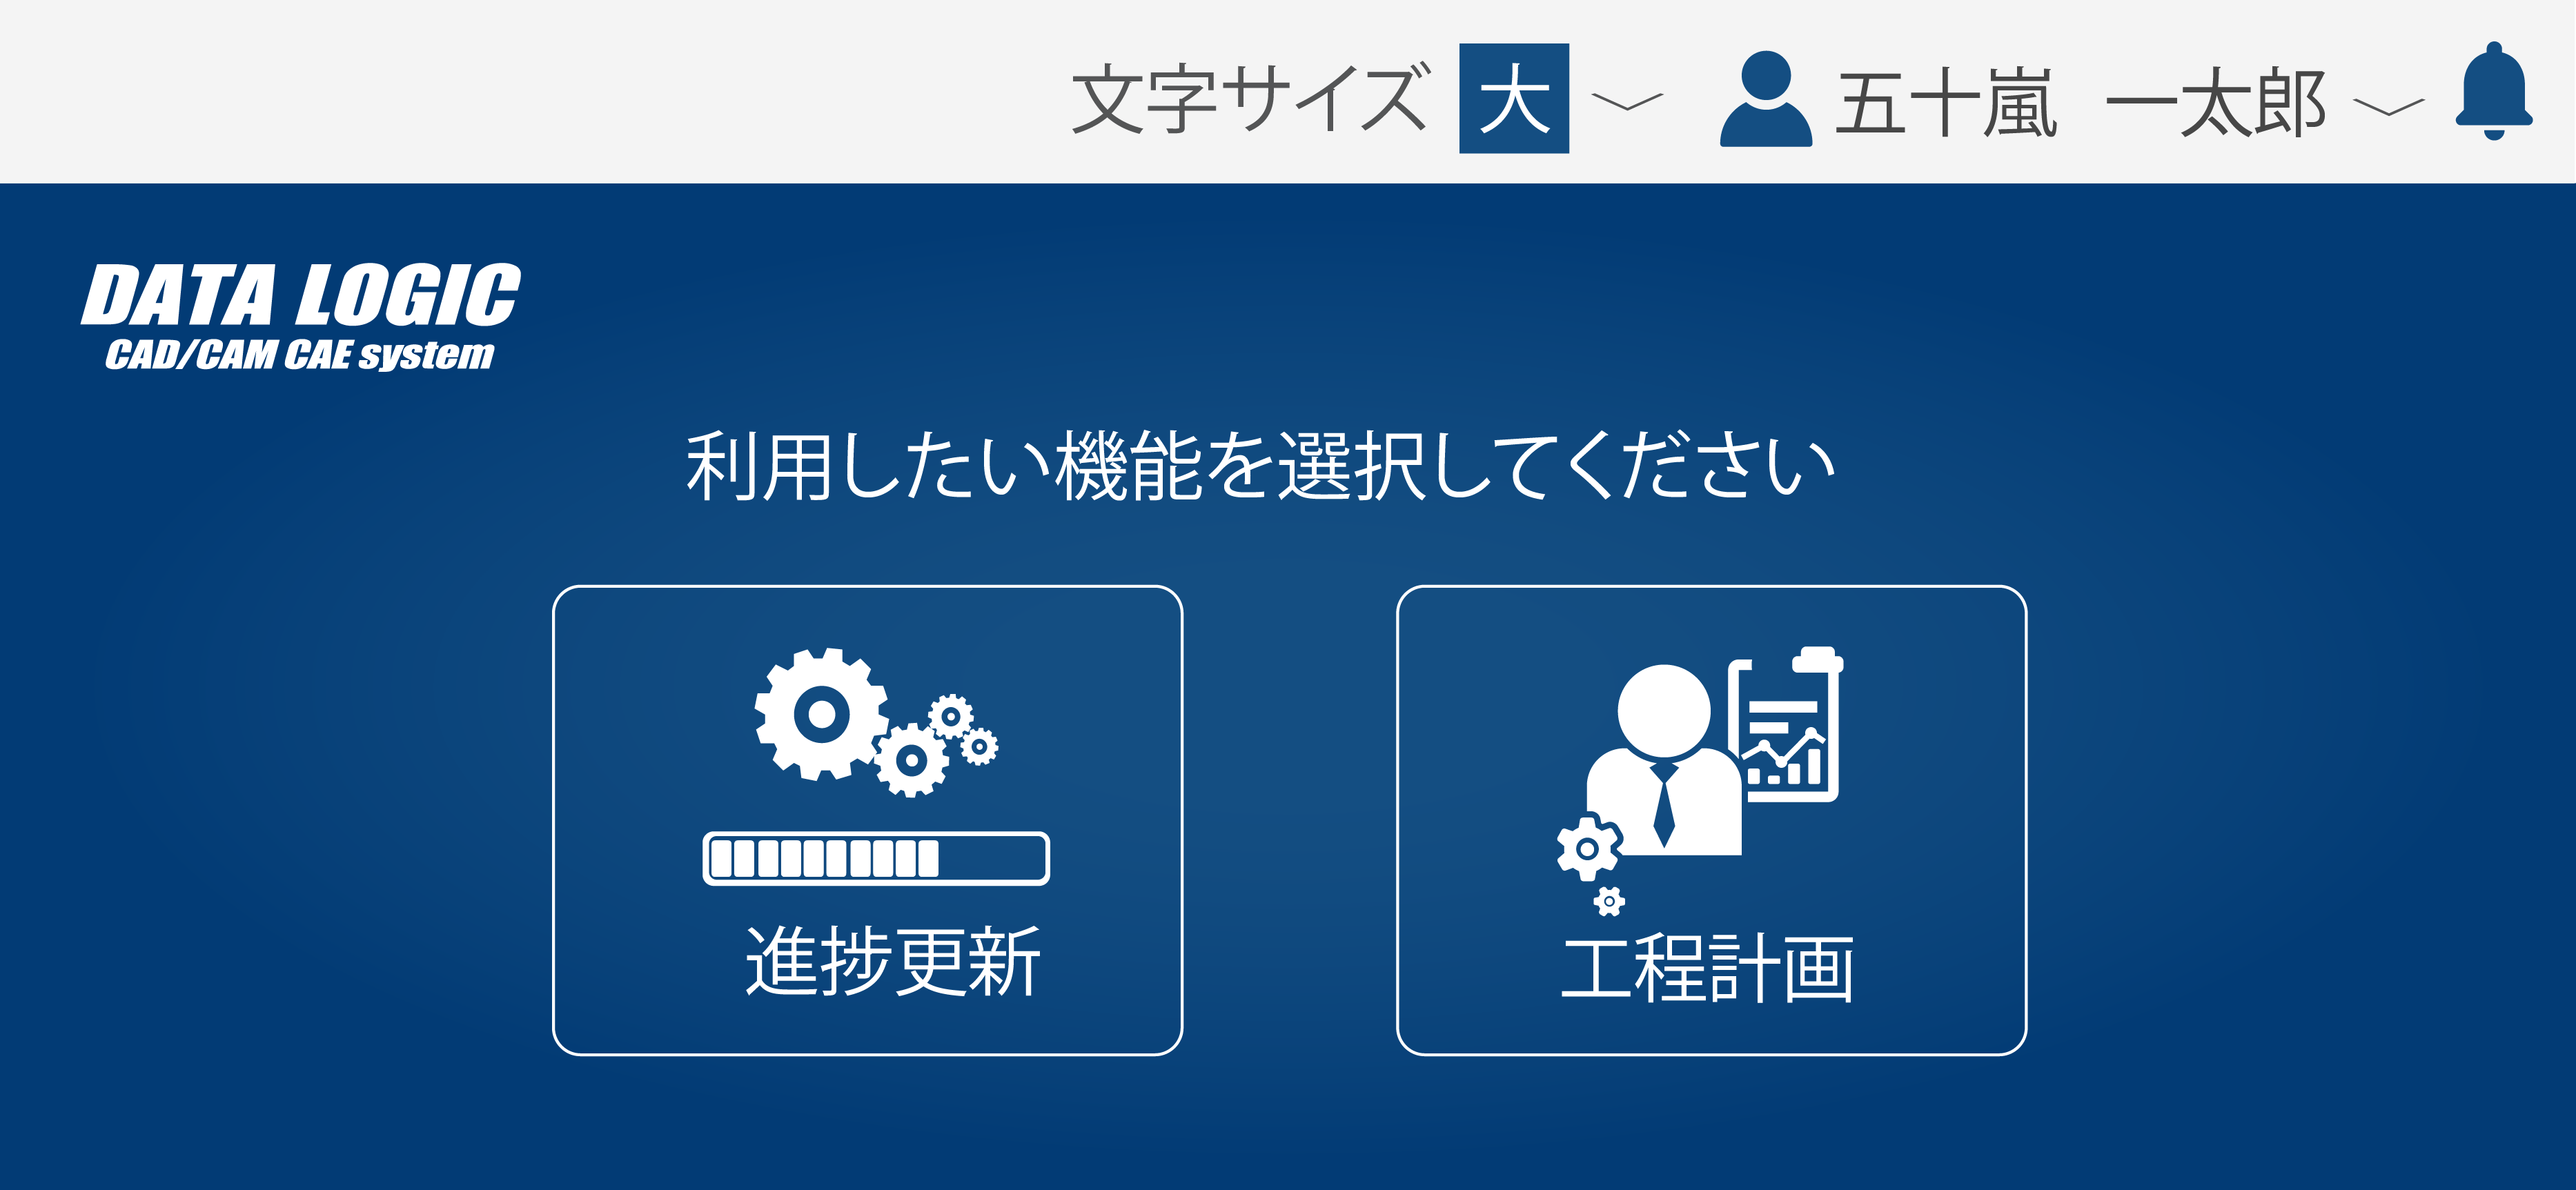 文字サイズ 大 五十嵐 一太郎
DATA LOGIC
CAD/CAM CAE system
利用したい機能を選択してください
進捗更新 工程計画